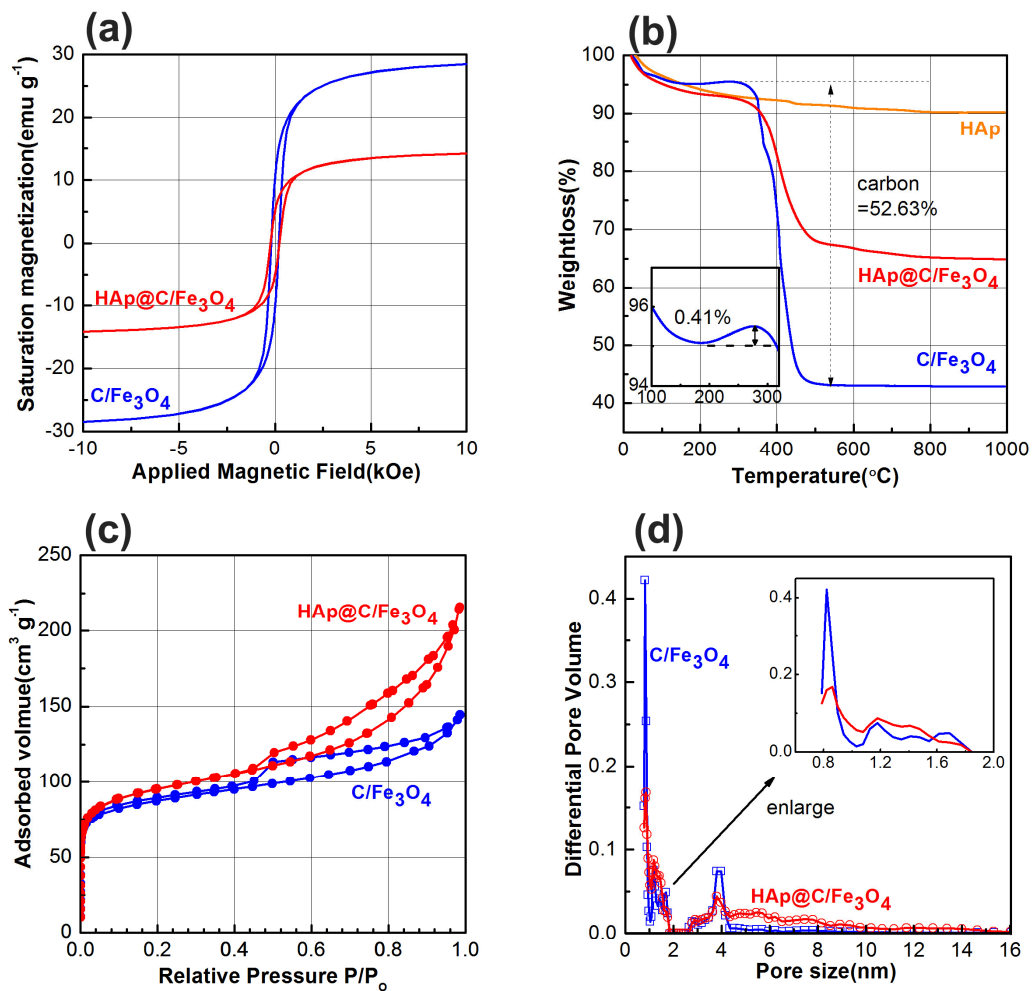 (a)
Saturation magnetization(emu g-1)
30
20
10
0
-10
-20
-30
HAp@C/Fe3O4
C/Fe3O4
-10 -5 0 5 10
Applied Magnetic Field(kOe)
(b)
Weightloss(%)
100
90
80
70
60
50
40
HAp
carbon
=52.63%
HAp@C/Fe3O4
C/Fe3O4
96
94
0.41%
100 200 300
0 200 400 600 800 1000
Temperature(°C)
(c)
Adsorbed volmue(cm3 g-1)
250
200
150
100
50
0
HAp@C/Fe3O4
C/Fe3O4
0.0 0.2 0.4 0.6 0.8 1.0
Relative Pressure P/Po
(d)
Differential Pore Volume
0.4
0.3
0.2
0.1
0.0
C/Fe3O4
0.4
0.2
0.0
0.8 1.2 1.6 2.0
enlarge
HAp@C/Fe3O4
0 2 4 6 8 10 12 14 16
Pore size(nm)